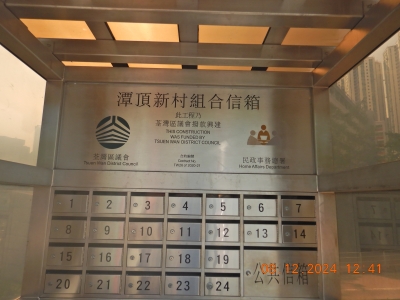 潭頂新村組合信箱
此工程乃
荃灣區議會撥款興建
THIS CONSTRUCTION
WAS FUNDED BY
TSUEN WAN DISTRICT COUNCIL
荃灣區議會
Tsuen Wan District Council
民政事務總署
Home Affairs Department
1 2 3 4 5 6 7
8 9 10 11 12 13 14
15 16 17 18 19
20 21 22 23 24
公共信箱
12 2024 12 41